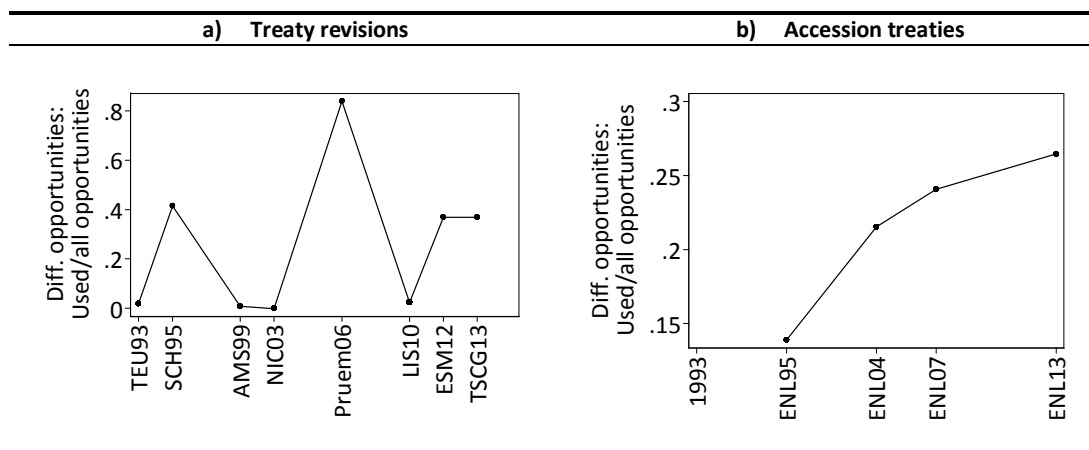 a) Treaty revisions
b) Accession treaties
Diff. opportunities:
Used/all opportunities
.8
.6
.4
.2
0
TEU93
SCH95
AMS99
NIC03
Pruem06
LIS10
ESM12
TSCG13
Diff. opportunities:
Used/all opportunities
.3
.25
.2
.15
1993
ENL95
ENL04
ENL07
ENL13